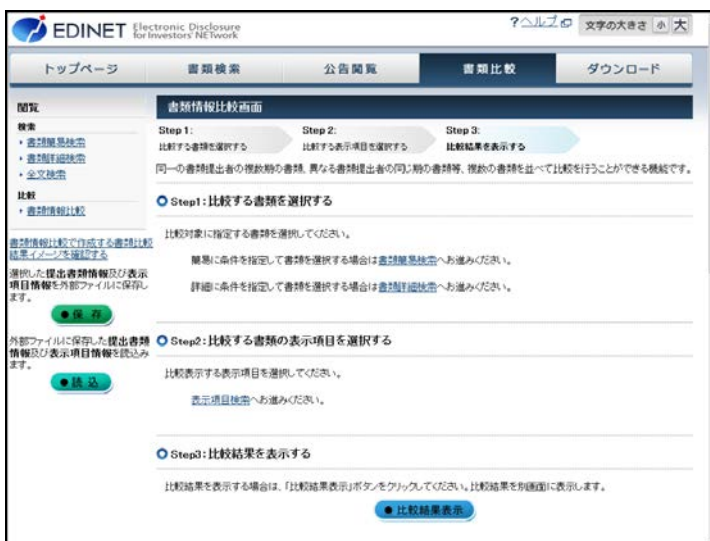 EDINET Electronic Disclosure for Investors' NETwork
?ヘルプ 文字の大きさ 小 大
トップページ 書類検索 公告閲覧 書類比較 ダウンロード
閲覧
検索
・書類簡易検索
・書類詳細検索
・全文検索
比較
・書類情報比較
書類情報比較で作成する書類比較
結果イメージを確認する
選択した提出書類情報及び表示
項目情報を外部ファイルに保存し
ます。
●保 存
外部ファイルに保存した提出書類
情報及び表示項目情報を読込み
ます。
●読 込
書類情報比較画面
Step 1:
比較する書類を選択する
Step 2:
比較する表示項目を選択する
Step 3:
比較結果を表示する
同一の書類提出者の複数期の書類、異なる書類提出者の同じ期の書類等、複数の書類を並べて比較を行うことができる機能です。
Step1:比較する書類を選択する
比較対象に指定する書類を選択してください。
簡易に条件を指定して書類を選択する場合は書類簡易検索へお進みください。
詳細に条件を指定して書類を選択する場合は書類詳細検索へお進みください。
Step2:比較する書類の表示項目を選択する
比較表示する表示項目を選択してください。
表示項目検索へお進みください。
Step3:比較結果を表示する
比較結果を表示する場合は、「比較結果表示」ボタンをクリックしてください。比較結果を別画面に表示します。
●比較結果表示